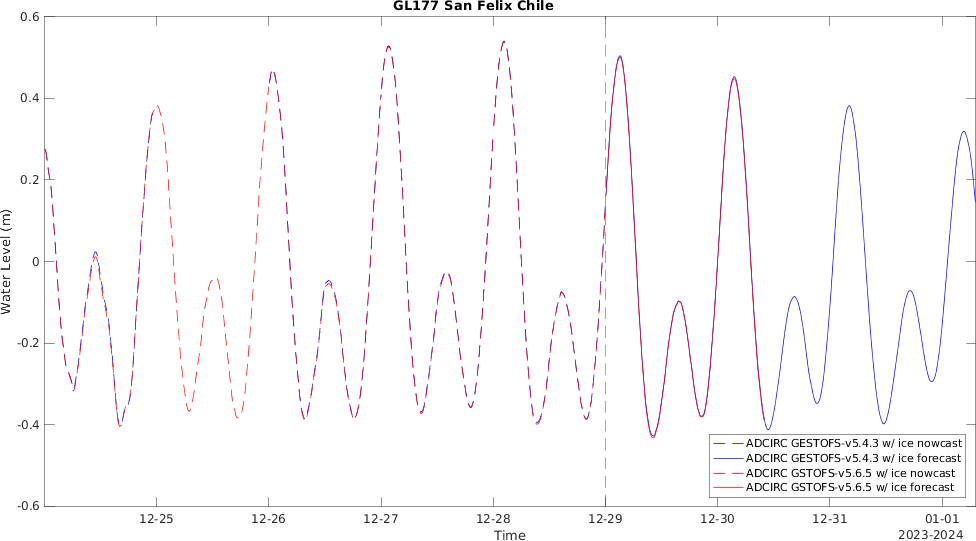 GL177 San Felix Chile
0.6
0.4
0.2
0
-0.2
-0.4
-0.6
Water Level (m)
12-25
12-26
12-27
12-28
12-29
12-30
12-31
01-01
Time
2023-2024
ADCIRC GESTOFS-v5.4.3 w/ ice nowcast
ADCIRC GESTOFS-v5.4.3 w/ ice forecast
ADCIRC GSTOFS-v5.6.5 w/ ice nowcast
ADCIRC GSTOFS-v5.6.5 w/ ice forecast